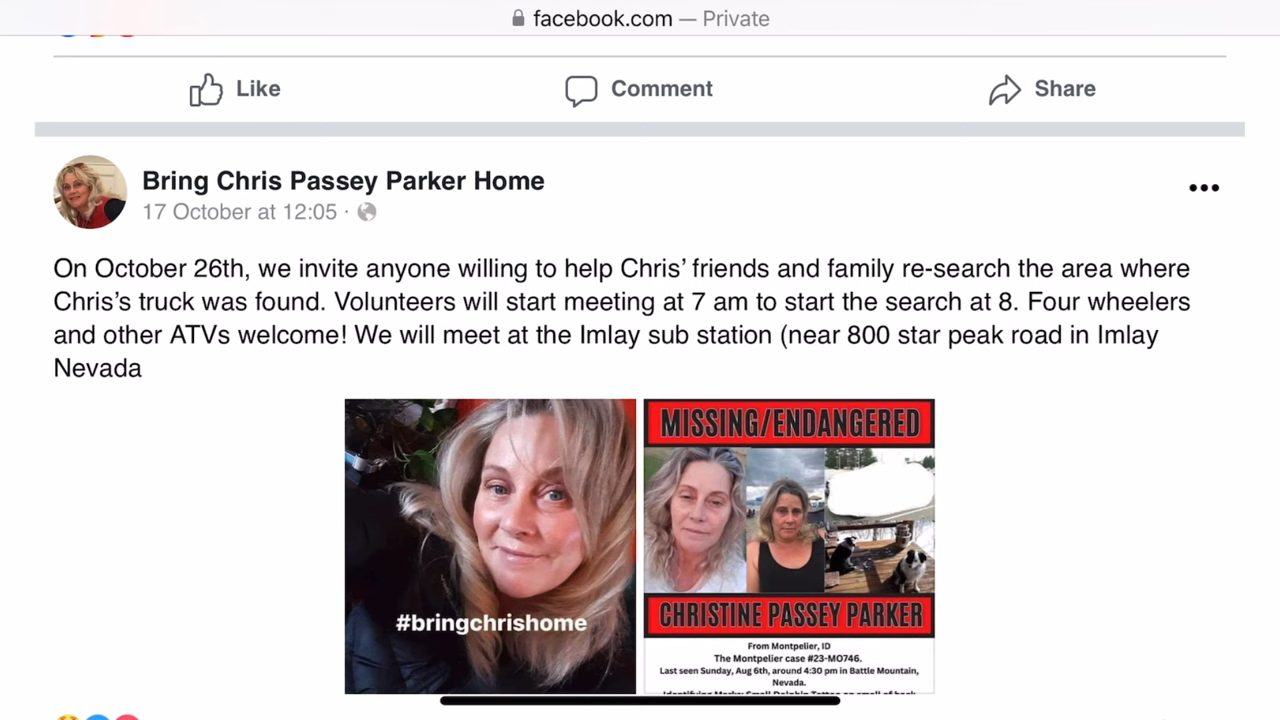 facebook.com — Private
Like
Comment
Share
Bring Chris Passey Parker Home
17 October at 12:05 ·
On October 26th, we invite anyone willing to help Chris’ friends and family re-search the area where
Chris’s truck was found. Volunteers will start meeting at 7 am to start the search at 8. Four wheelers
and other ATVs welcome! We will meet at the Imlay sub station (near 800 star peak road in Imlay
Nevada
#bringchrishome
MISSING/ENDANGERED
CHRISTINE PASSEY PARKER
From Montpelier, ID
The Montpelier case #23-MO746.
Last seen Sunday, Aug 6th, around 4:30 pm in Battle Mountain,
Nevada.
Identifying Marks: Small Dolphin Tattoo on small of back